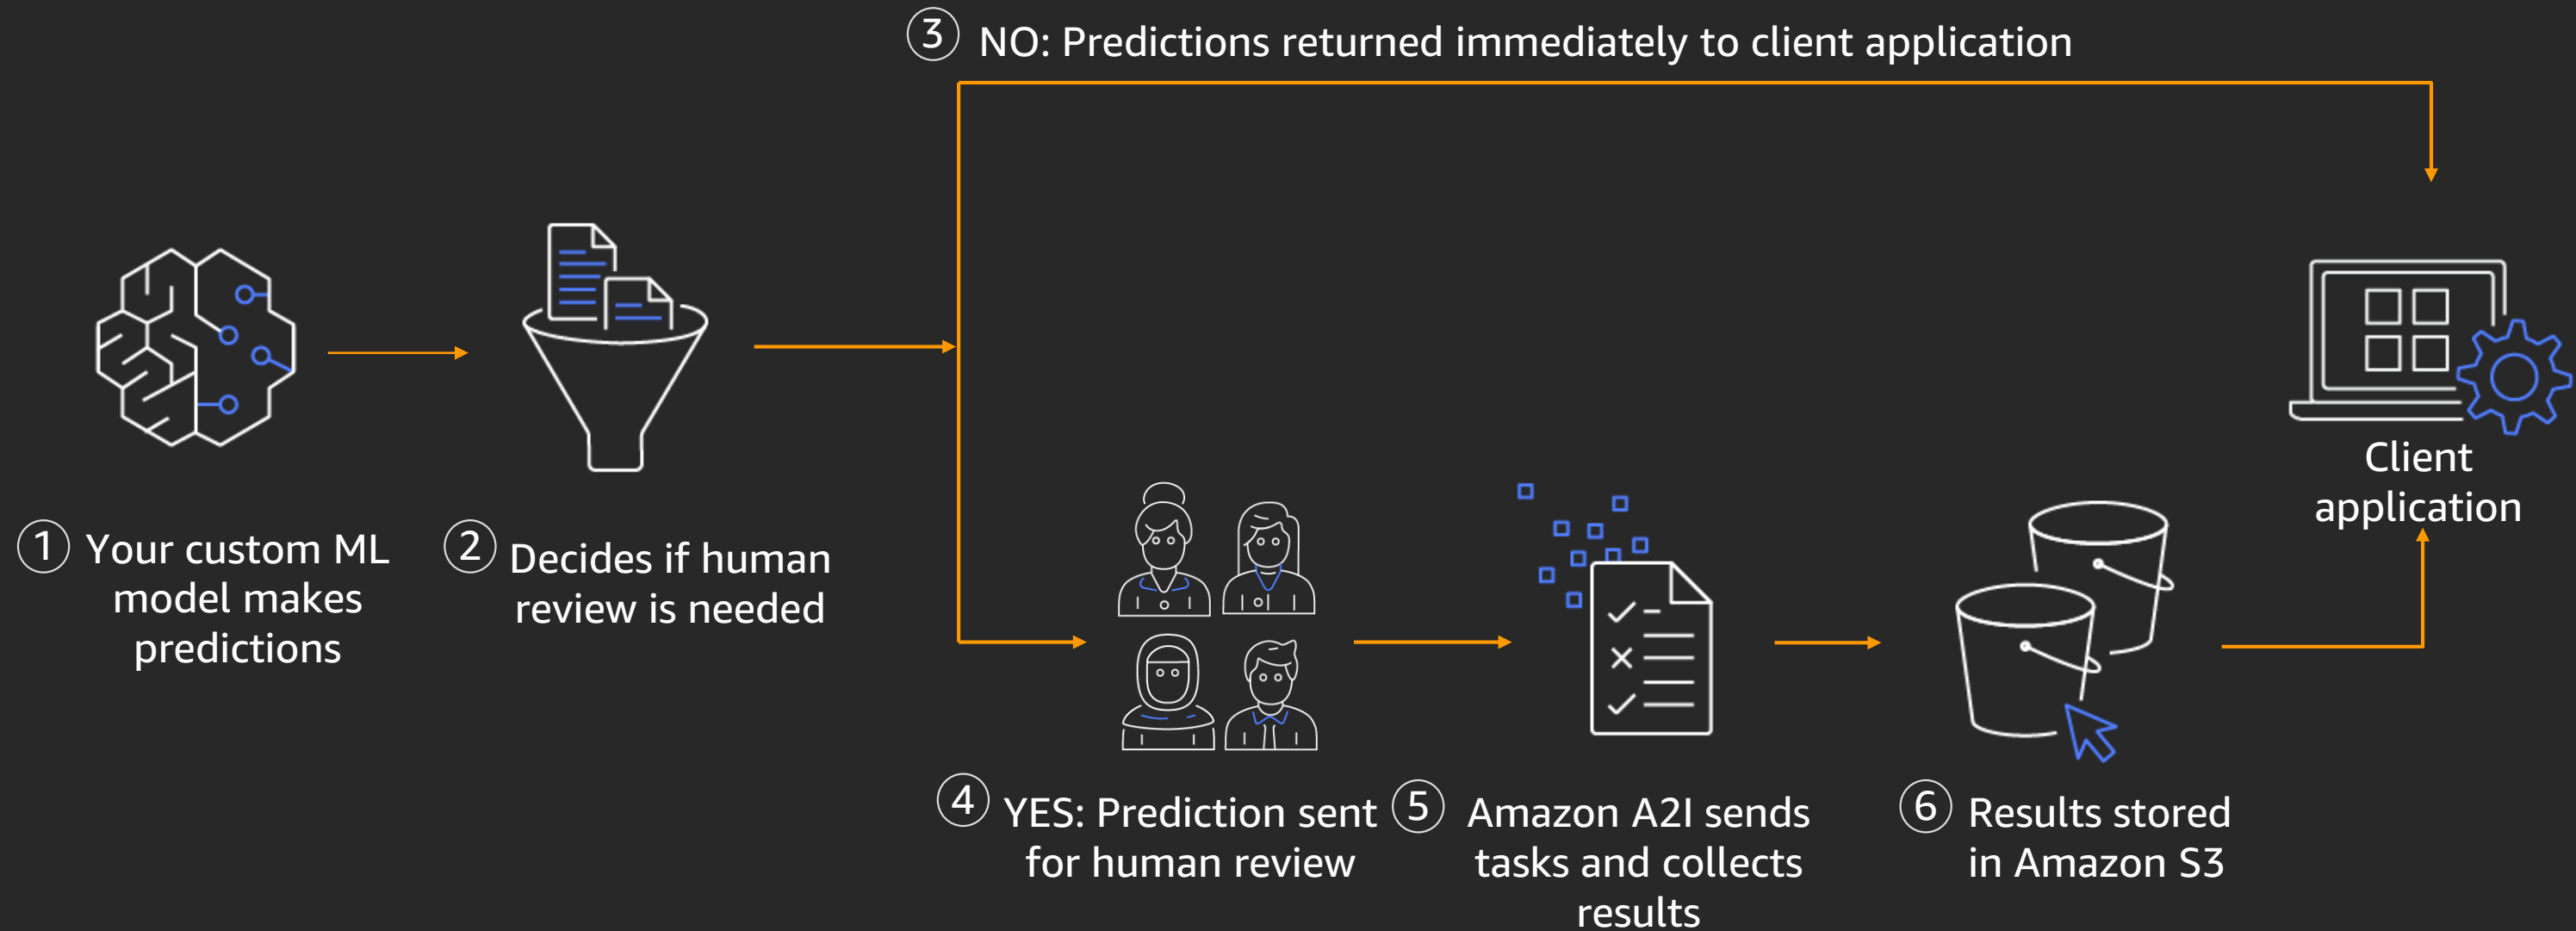 ③ NO: Predictions returned immediately to client application
① Your custom ML
model makes
predictions
② Decides if human
review is needed
④ YES: Prediction sent
for human review
⑤ Amazon A2I sends
tasks and collects
results
⑥ Results stored
in Amazon S3
Client
application